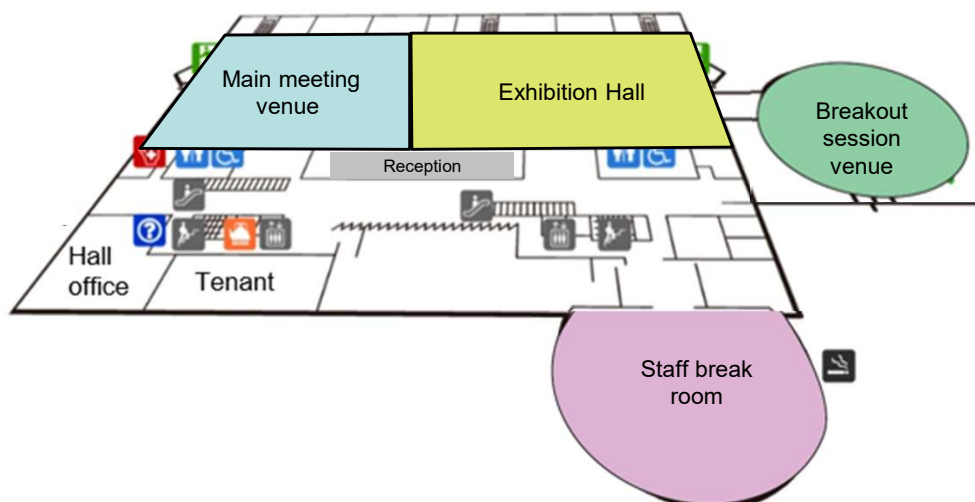 Main meeting
venue
Exhibition Hall
Breakout
session
venue
Reception
?
Hall
office
Tenant
Staff break
room